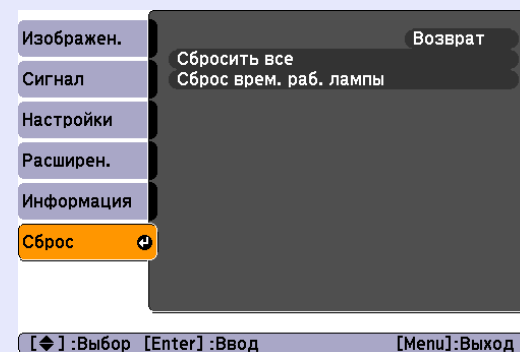 Изображен.
Сигнал
Настройки
Расширен.
Информация
Сброс
Возврат
Сбросить все
Сброс врем. раб. лампы
[◆] :Выбор [Enter] :Ввод [Menu]:Выход